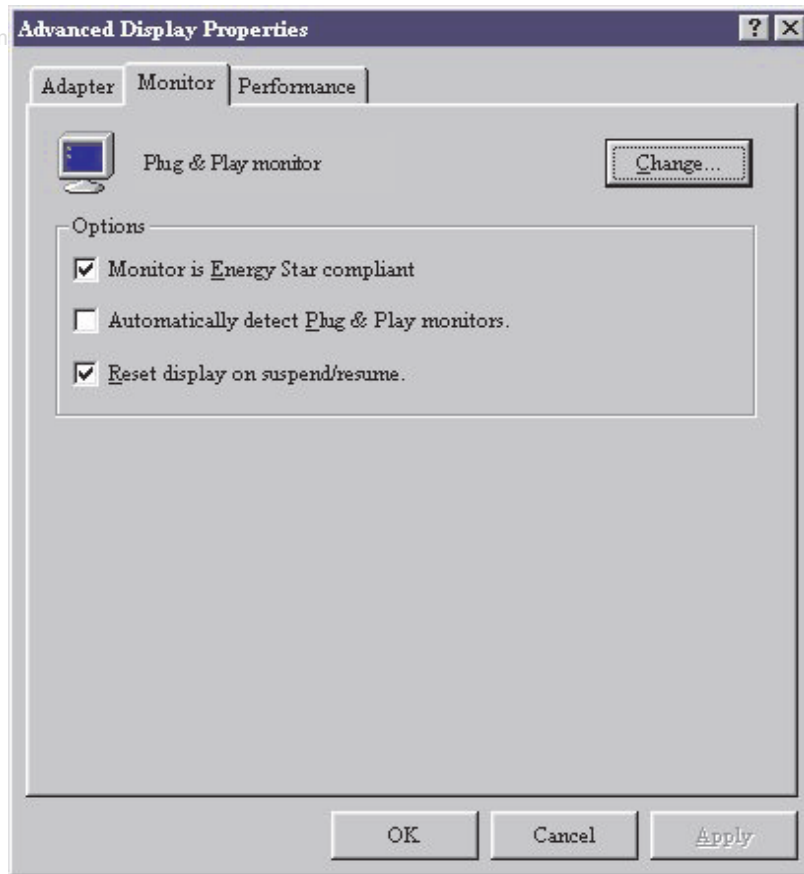 Advanced Display Properties
Adapter Monitor Performance
Plug & Play monitor
Change...
Options
Monitor is Energy Star compliant
Automatically detect Plug & Play monitors.
Reset display on suspend/resume.
OK Cancel Apply